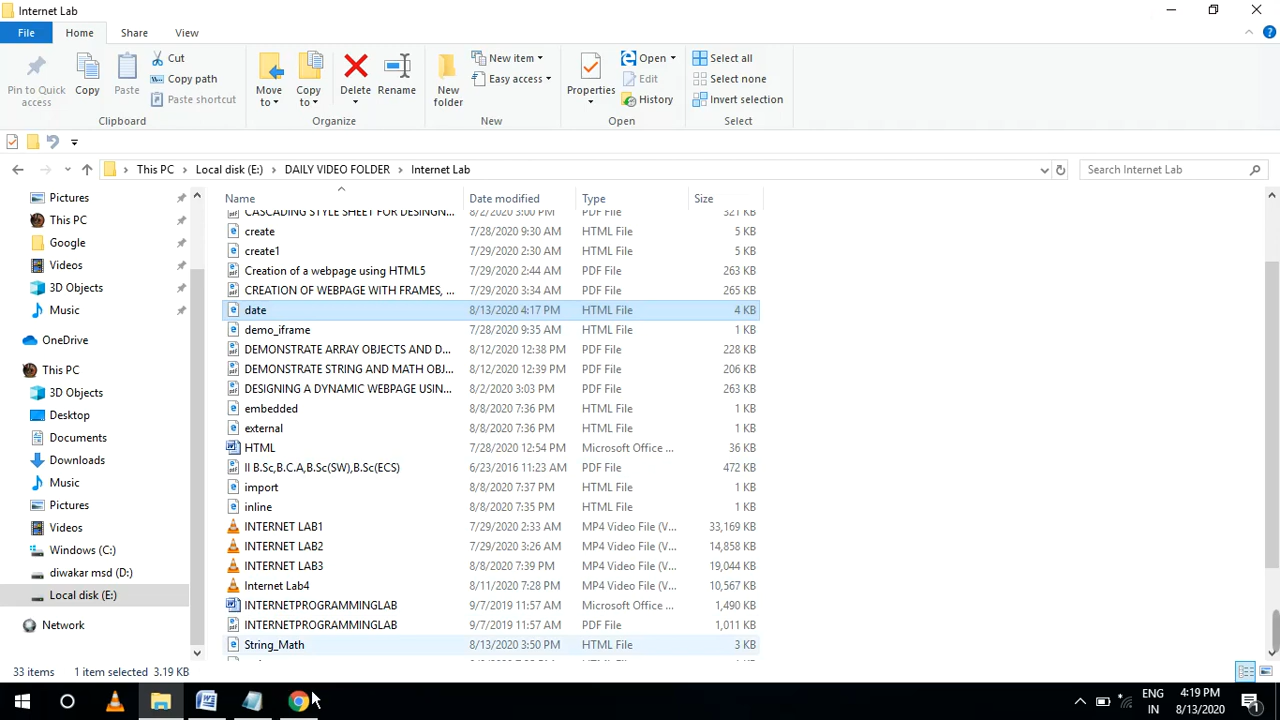 Internet Lab
File Home Share View
Pin to Quick access
Copy
Paste
Cut
Copy path
Paste shortcut
Clipboard
Move to
Copy to
Delete
Rename
Organize
New folder
New item
Easy access
New
Properties
Open
Edit
History
Open
Select all
Select none
Invert selection
Select
This PC > Local disk (E:) > DAILY VIDEO FOLDER > Internet Lab
Search Internet Lab
Pictures
This PC
Google
Videos
3D Objects
Music
OneDrive
This PC
3D Objects
Desktop
Documents
Downloads
Music
Pictures
Videos
Windows (C:)
diwakar msd (D:)
Local disk (E:)
Network
Name Date modified Type Size
CASCADING STYLE SHEET FOR DESINGN... 8/2/2020 3:00 PM PDF File 321 KB
create 7/28/2020 9:30 AM HTML File 5 KB
create1 7/29/2020 2:30 AM HTML File 5 KB
Creation of a webpage using HTML5 7/29/2020 2:44 AM PDF File 263 KB
CREATION OF WEBPAGE WITH FRAMES, ... 7/29/2020 3:34 AM PDF File 265 KB
date 8/13/2020 4:17 PM HTML File 4 KB
demo_iframe 7/28/2020 9:35 AM HTML File 1 KB
DEMONSTRATE ARRAY OBJECTS AND D... 8/12/2020 12:38 PM PDF File 228 KB
DEMONSTRATE STRING AND MATH OBJ... 8/12/2020 12:39 PM PDF File 206 KB
DESIGNING A DYNAMIC WEBPAGE USIN... 8/2/2020 3:03 PM PDF File 263 KB
embedded 8/8/2020 7:36 PM HTML File 1 KB
external 8/8/2020 7:36 PM HTML File 1 KB
HTML 7/28/2020 12:54 PM Microsoft Office ... 36 KB
II B.Sc,B.C.A,B.Sc(SW),B.Sc(ECS) 6/23/2016 11:23 AM PDF File 472 KB
import 8/8/2020 7:37 PM HTML File 1 KB
inline 8/8/2020 7:35 PM HTML File 1 KB
INTERNET LAB1 7/29/2020 2:33 AM MP4 Video File (V... 33,169 KB
INTERNET LAB2 7/29/2020 3:26 AM MP4 Video File (V... 14,858 KB
INTERNET LAB3 8/8/2020 7:39 PM MP4 Video File (V... 19,044 KB
Internet Lab4 8/11/2020 7:28 PM MP4 Video File (V... 10,567 KB
INTERNETPROGRAMMINGLAB 9/7/2019 11:57 AM Microsoft Office ... 1,490 KB
INTERNETPROGRAMMINGLAB 9/7/2019 11:57 AM PDF File 1,011 KB
String_Math 8/13/2020 3:50 PM HTML File 3 KB
33 items 1 item selected 3.19 KB
ENG
IN
4:19 PM
8/13/2020
1